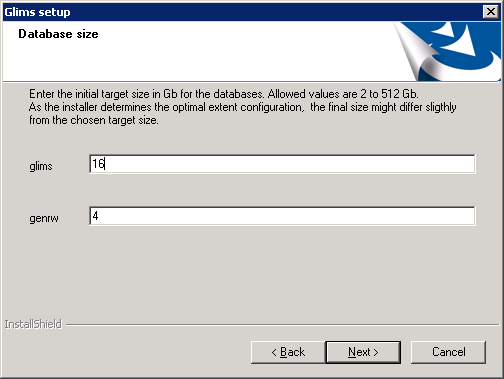 Glims setup
Database size
Enter the initial target size in Gb for the databases. Allowed values are 2 to 512 Gb.
As the installer determines the optimal extent configuration, the final size might differ sligthly
from the chosen target size.
glims
16
genrw
4
InstallShield
< Back
Next >
Cancel